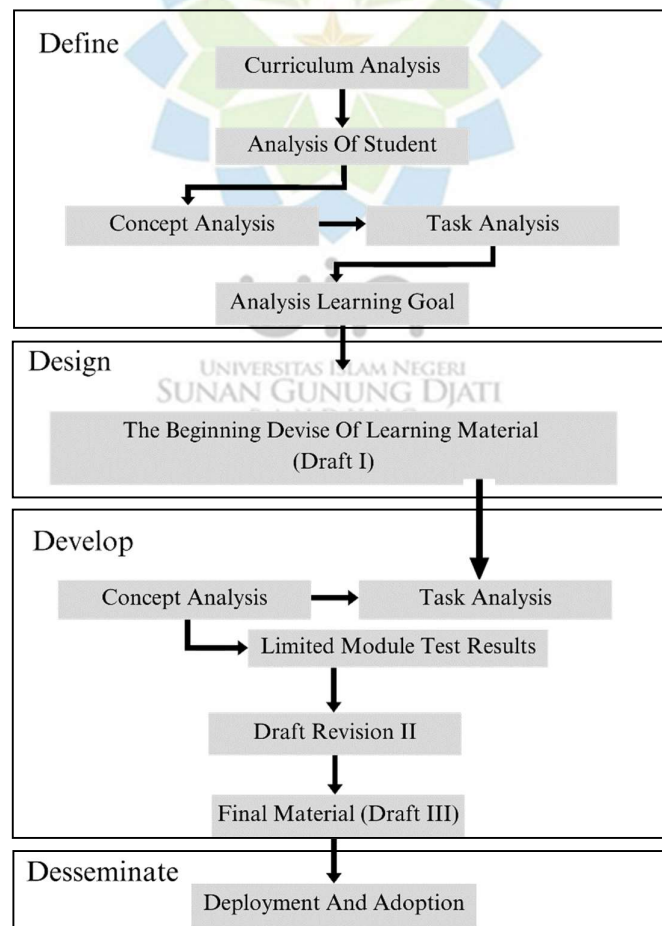 Define
Curriculum Analysis
Analysis Of Student
Concept Analysis
Task Analysis
Analysis Learning Goal
Design
UNIVERSITAS ISLAM NEGERI
SUNAN GUNUNG DJATI
The Beginning Devise Of Learning Material
(Draft I)
Develop
Concept Analysis
Task Analysis
Limited Module Test Results
Draft Revision II
Final Material (Draft III)
Desseminate
Deployment And Adoption